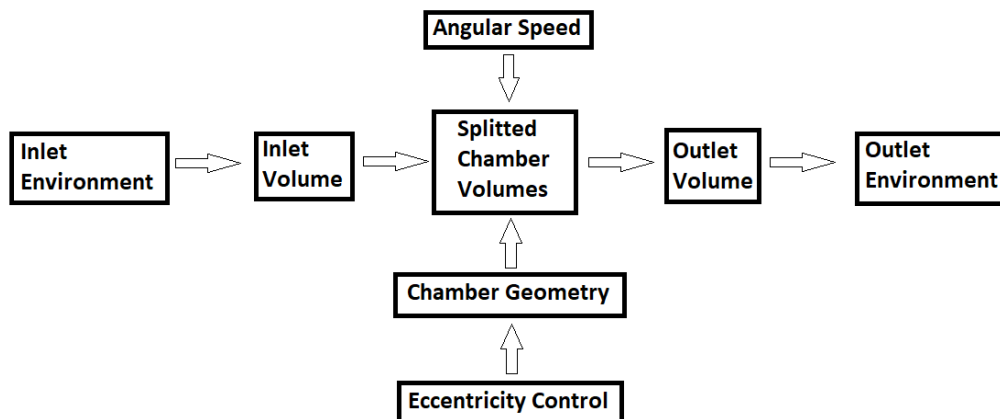 Angular Speed
Inlet
Environment
Inlet
Volume
Splitted
Chamber
Volumes
Outlet
Volume
Outlet
Environment
Chamber Geometry
Eccentricity Control